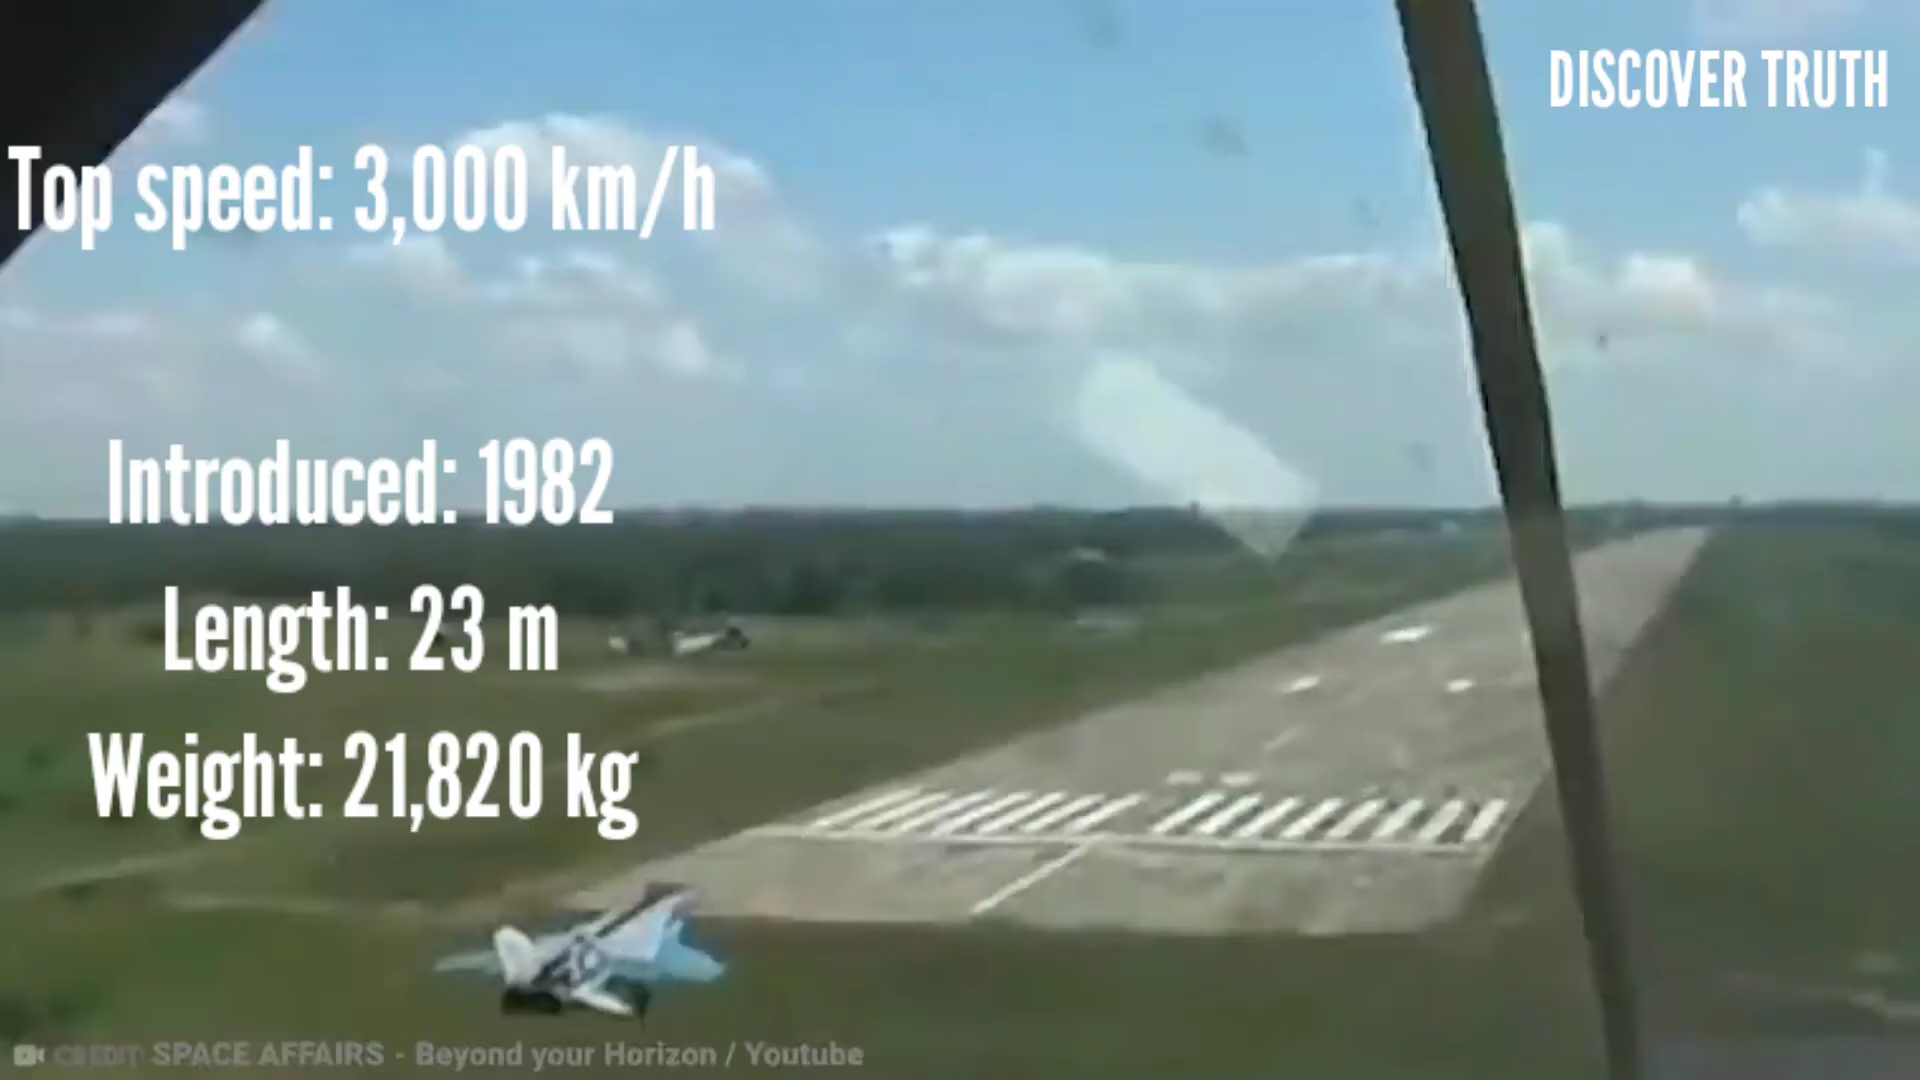 DISCOVER TRUTH
Top speed: 3,000 km/h
Introduced: 1982
Length: 23 m
Weight: 21,820 kg
CREDIT: SPACE AFFAIRS - Beyond your Horizon / Youtube